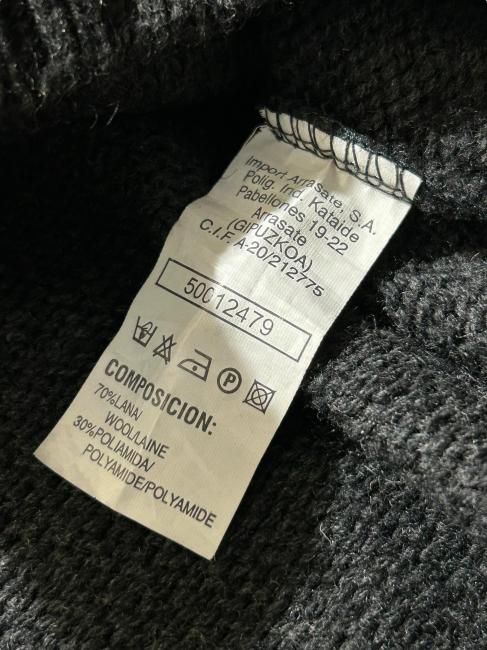 Import Arrasate, S.A.
Polig. Ind. Kataide
Pabellones 19-22
Arrasate
(GIPUZKOA)
C.I.F. A-20/212775
50012479
P
COMPOSICION:
70%LANA/
WOOL/LAINE
30%POLIAMIDA/
POLYAMIDE/POLYAMIDE